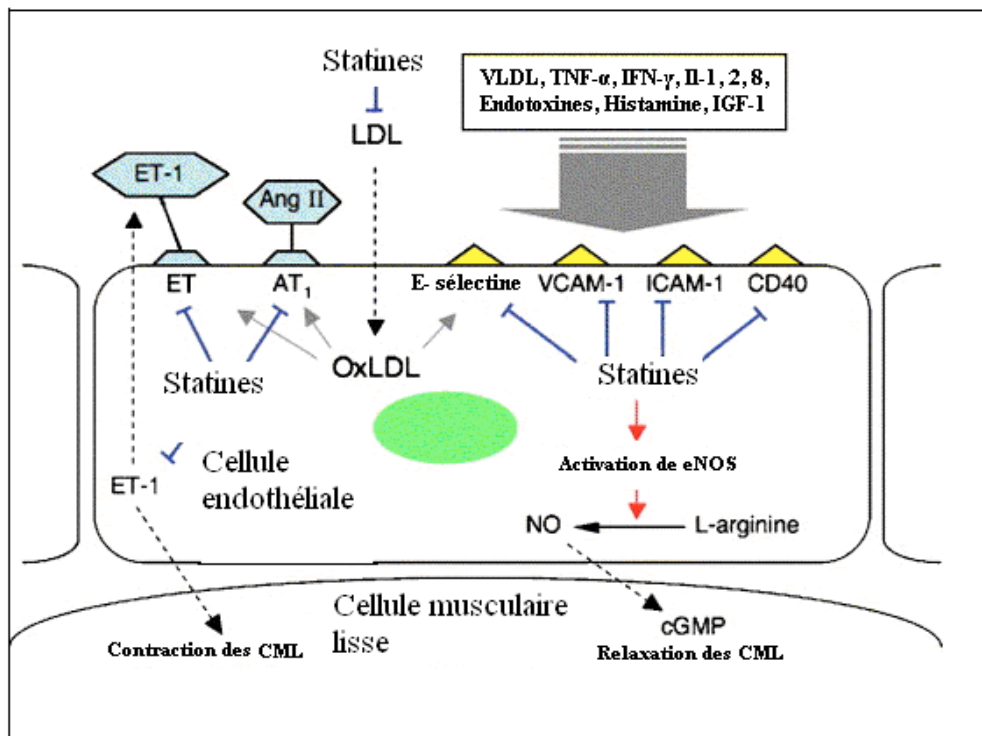 Statines
LDL
VLDL, TNF-α, IFN-γ, Il-1, 2, 8,
Endotoxines, Histamine, IGF-1
ET-1
Ang II
ET
AT1
E- sélectine
VCAM-1
ICAM-1
CD40
OxLDL
Statines
Statines
Activation de eNOS
Cellule
endothéliale
ET-1
NO
L-arginine
Cellule musculaire
lisse
cGMP
Contraction des CML
Relaxation des CML